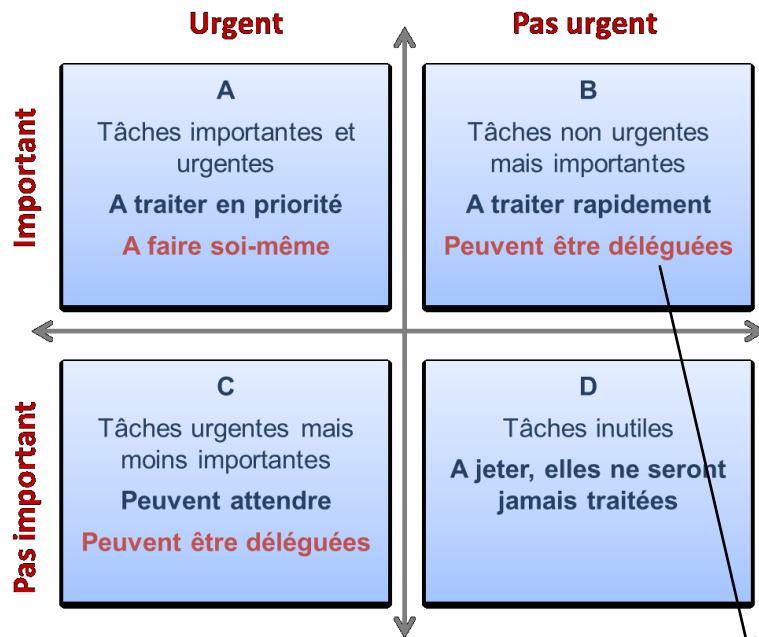 Urgent
Pas urgent
Important
A
Tâches importantes et
urgentes
A traiter en priorité
A faire soi-même
B
Tâches non urgentes
mais importantes
A traiter rapidement
Peuvent être déléguées
Pas important
C
Tâches urgentes mais
moins importantes
Peuvent attendre
Peuvent être déléguées
D
Tâches inutiles
A jeter, elles ne seront
jamais traitées